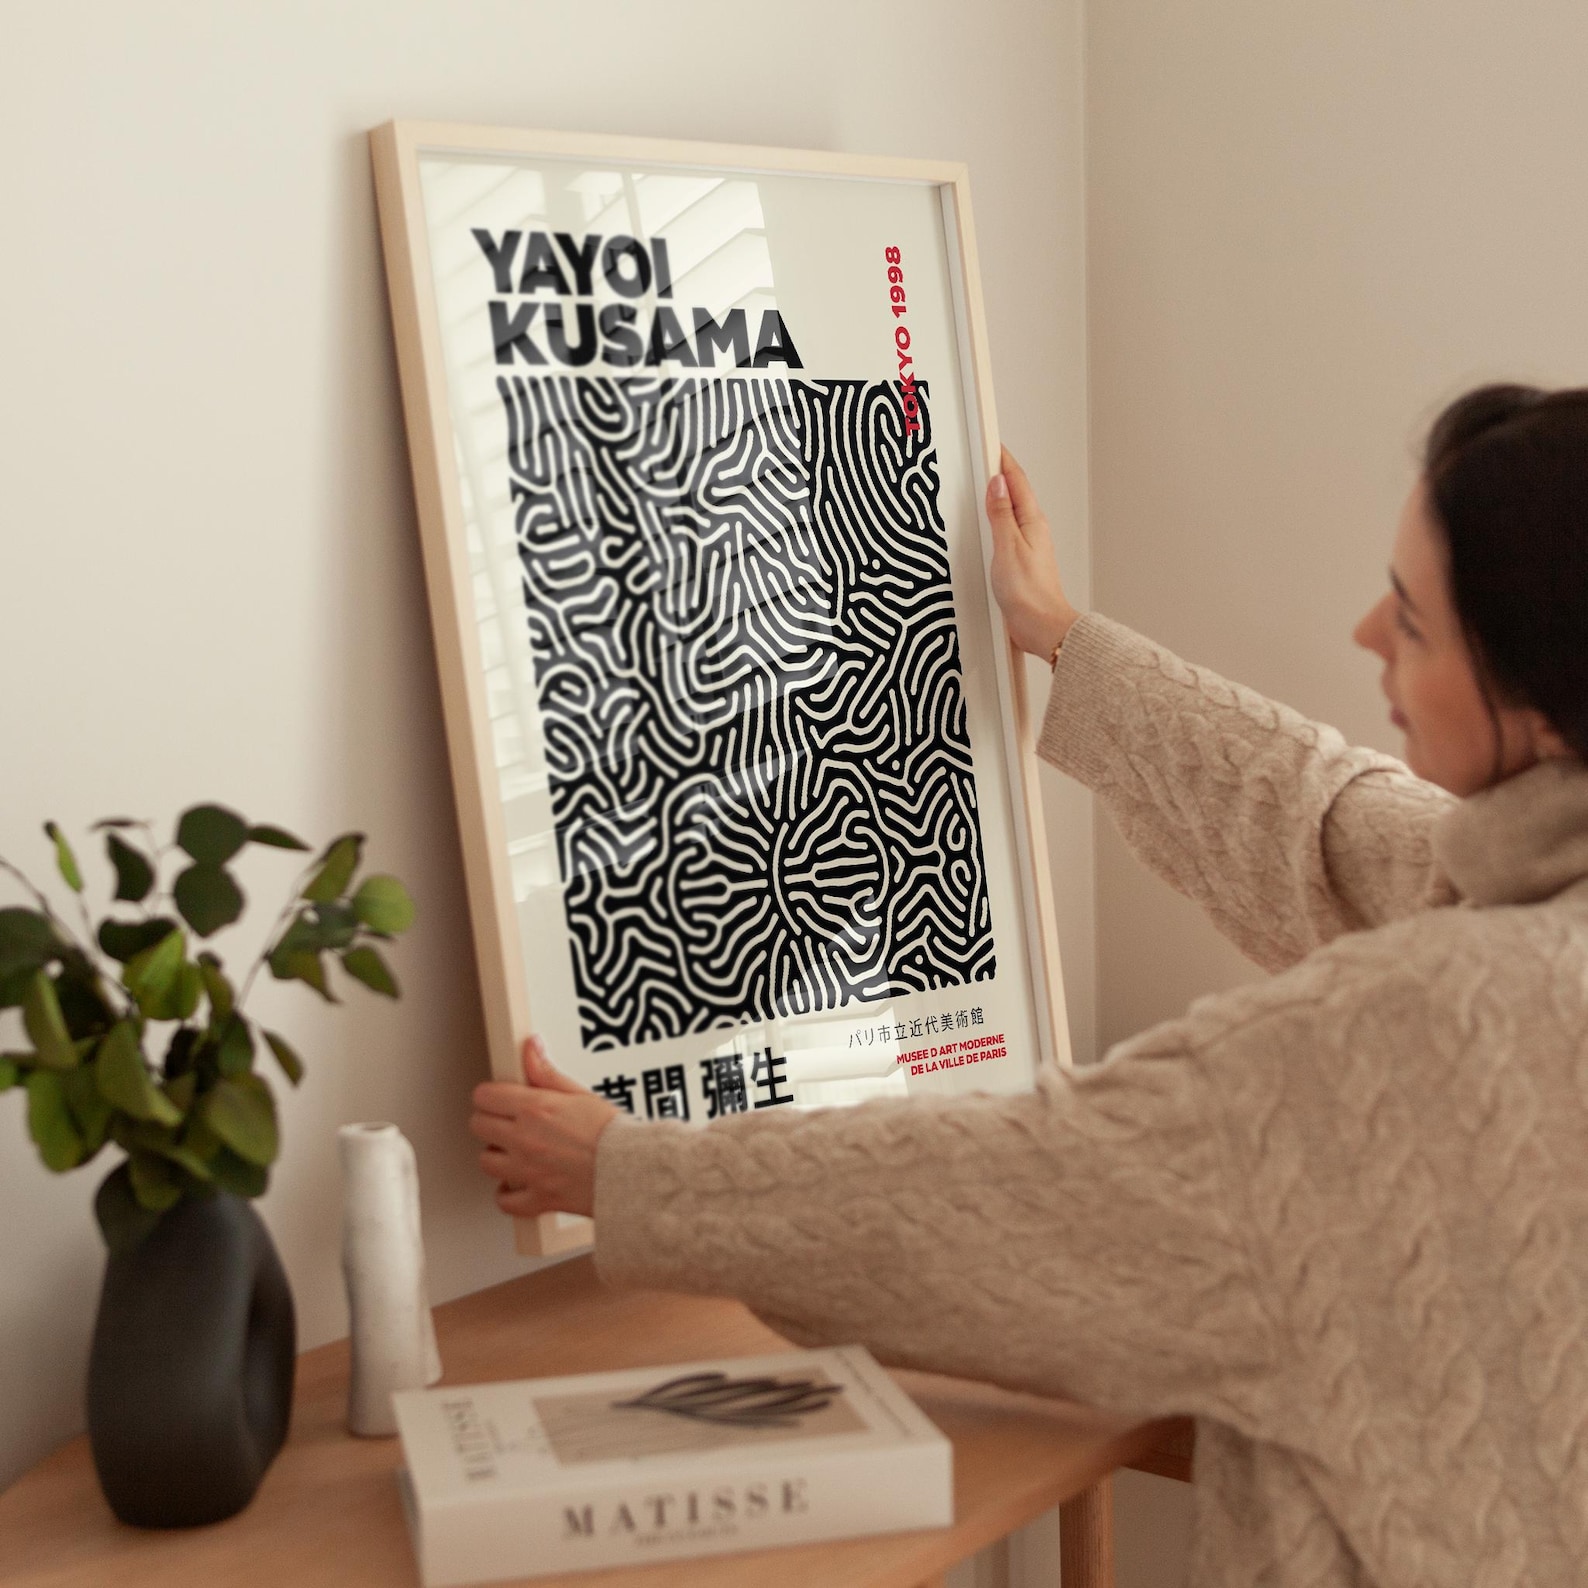 YAYOI
KUSAMA
TOKYO 1998
パリ市立近代美術館
MUSEE D ART MODERNE
DE LA VILLE DE PARIS
草間 彌生
MATISSE